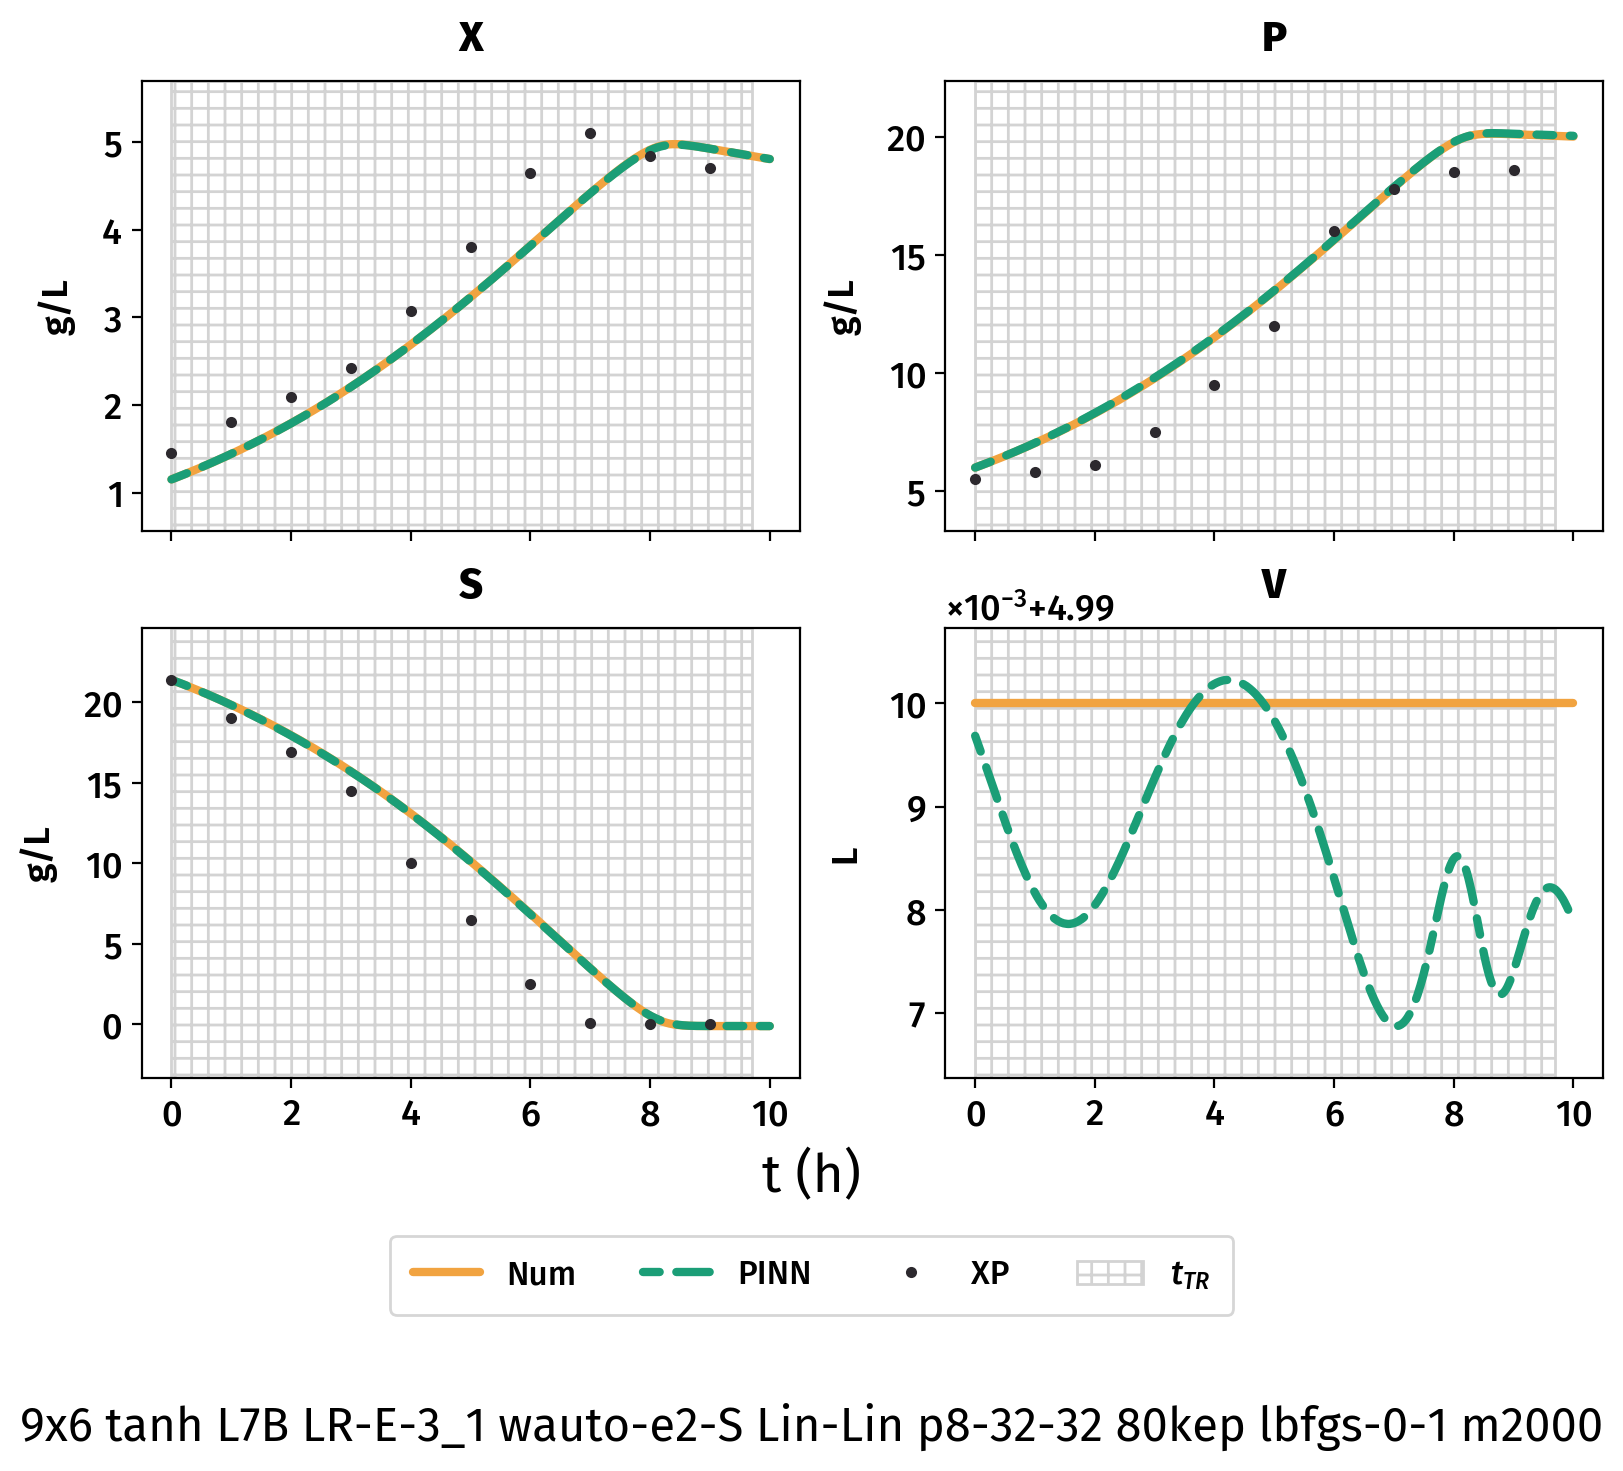 X
P
5
4
3
2
1
g/L
20
15
10
5
g/L
S
V
×10⁻³+4.99
20
15
10
5
0
g/L
10
9
8
7
L
0 2 4 6 8 10
0 2 4 6 8 10
t (h)
Num PINN XP t_TR
9x6 tanh L7B LR-E-3_1 wauto-e2-S Lin-Lin p8-32-32 80kep lbfgs-0-1 m2000